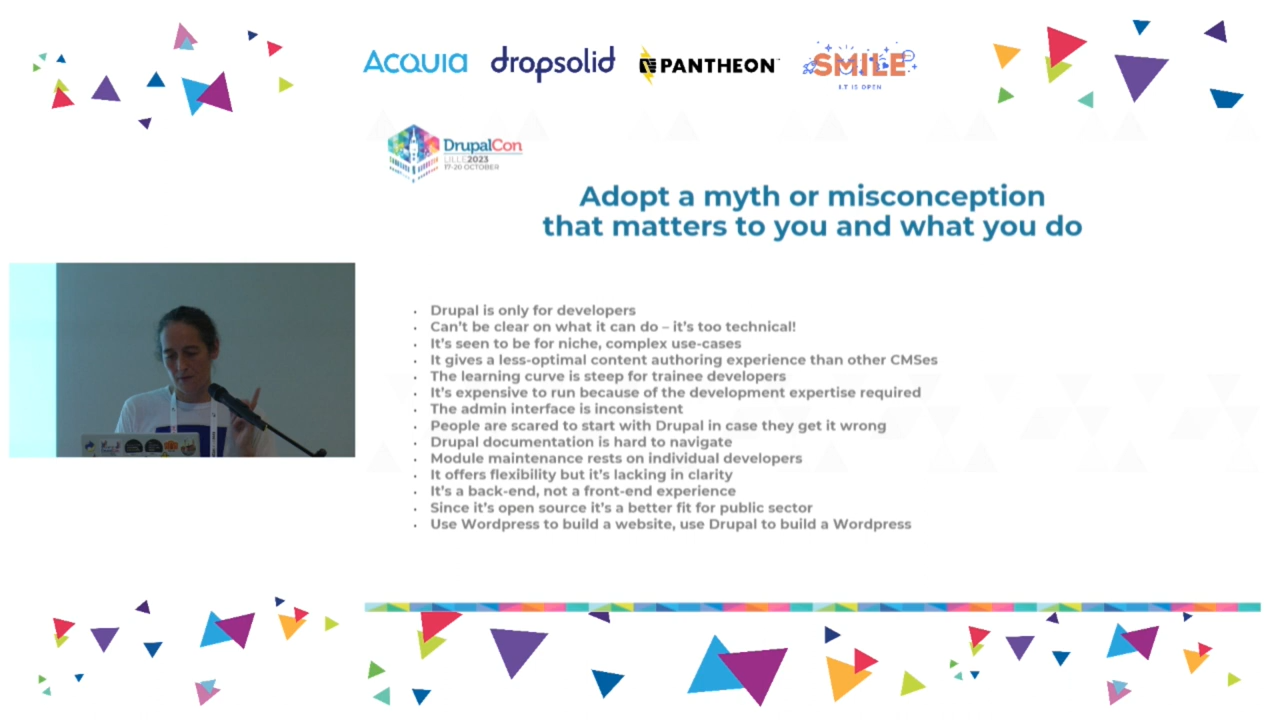 ACQUIA dropsolid PANTHEON SMILE
I.T IS OPEN
DrupalCon
LILLE2023
17-20 OCTOBER
Adopt a myth or misconception
that matters to you and what you do
• Drupal is only for developers
• Can't be clear on what it can do – it's too technical!
• It's seen to be for niche, complex use-cases
• It gives a less-optimal content authoring experience than other CMSes
• The learning curve is steep for trainee developers
• It's expensive to run because of the development expertise required
• The admin interface is inconsistent
• People are scared to start with Drupal in case they get it wrong
• Drupal documentation is hard to navigate
• Module maintenance rests on individual developers
• It offers flexibility but it's lacking in clarity
• It's a back-end, not a front-end experience
• Since it's open source it's a better fit for public sector
• Use Wordpress to build a website, use Drupal to build a Wordpress